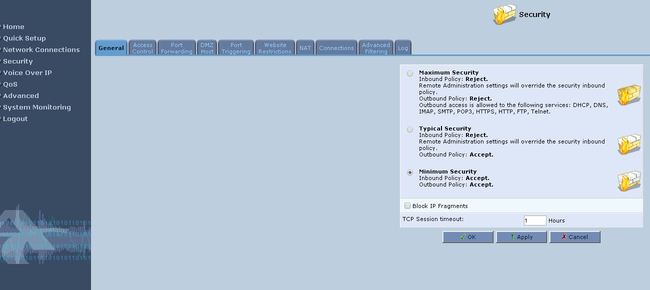 Security
Home
Quick Setup
Network Connections
Security
Voice Over IP
QoS
Advanced
System Monitoring
Logout
General
Access Control
Port Forwarding
DMZ Host
Port Triggering
Website Restrictions
NAT
Connections
Advanced Filtering
Log
Maximum Security
Inbound Policy: Reject.
Remote Administration settings will override the security inbound
policy.
Outbound Policy: Reject.
Outbound access is allowed to the following services: DHCP, DNS,
IMAP, SMTP, POP3, HTTPS, HTTP, FTP, Telnet.
Typical Security
Inbound Policy: Reject.
Remote Administration settings will override the security inbound
policy.
Outbound Policy: Accept.
Minimum Security
Inbound Policy: Accept.
Outbound Policy: Accept.
Block IP Fragments
TCP Session timeout: 1 Hours
OK
Apply
Cancel